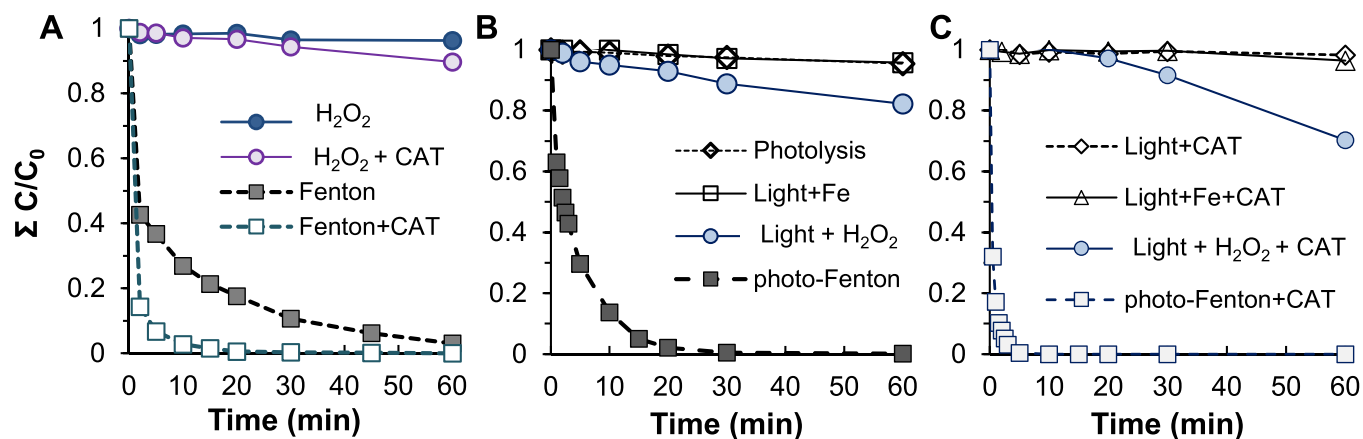 A
Σ C/C₀
1
0.8
0.6
0.4
0.2
0
H₂O₂
H₂O₂ + CAT
Fenton
Fenton+CAT
0 10 20 30 40 50 60
Time (min)
B
1
0.8
0.6
0.4
0.2
0
Photolysis
Light+Fe
Light + H₂O₂
photo-Fenton
0 10 20 30 40 50 60
Time (min)
C
1
0.8
0.6
0.4
0.2
0
Light+CAT
Light+Fe+CAT
Light + H₂O₂ + CAT
photo-Fenton+CAT
0 10 20 30 40 50 60
Time (min)